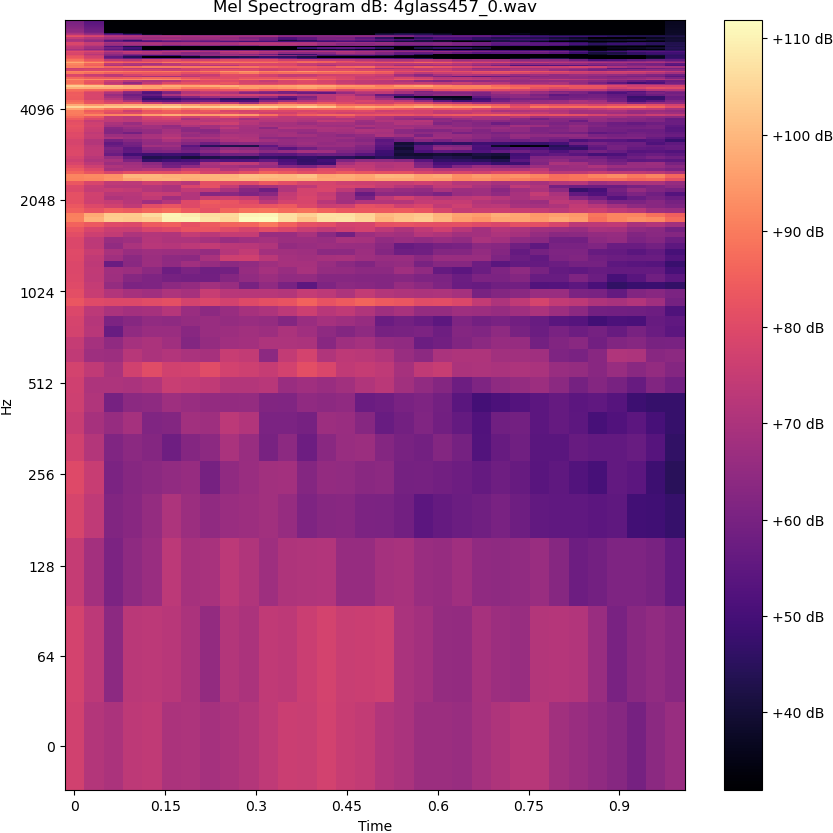 Mel Spectrogram dB: 4glass457_0.wav
+110 dB
4096
+100 dB
2048
+90 dB
1024
+80 dB
512
+70 dB
Hz
256
+60 dB
128
+50 dB
64
+40 dB
0
0 0.15 0.3 0.45 0.6 0.75 0.9
Time